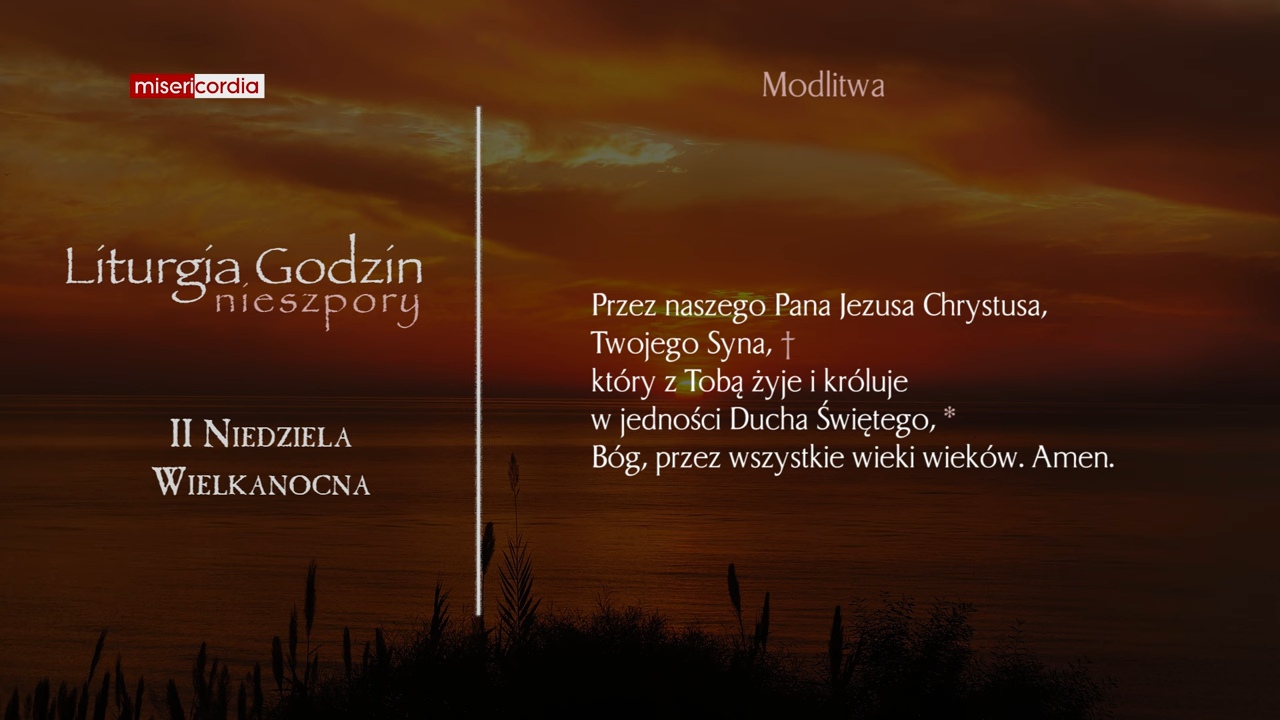 misericordia
Liturgia Godzin
nieszpory
II Niedziela
Wielkanocna
Modlitwa
Przez naszego Pana Jezusa Chrystusa,
Twojego Syna, †
który z Tobą żyje i króluje
w jedności Ducha Świętego, *
Bóg, przez wszystkie wieki wieków. Amen.